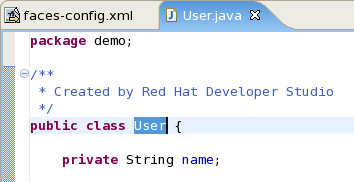 faces-config.xml
User.java
package demo;
/**
* Created by Red Hat Developer Studio
*/
public class User {
private String name;